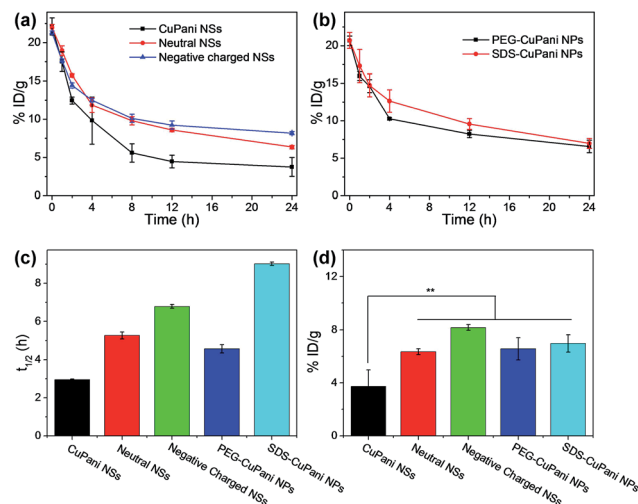 (a)
CuPani NSs
Neutral NSs
Negative charged NSs
% ID/g
25
20
15
10
5
0
0 4 8 12 16 20 24
Time (h)
(b)
PEG-CuPani NPs
SDS-CuPani NPs
% ID/g
25
20
15
10
5
0
0 4 8 12 16 20 24
Time (h)
(c)
t1/2 (h)
9
6
3
0
CuPani NSs
Neutral NSs
Negative Charged NSs
PEG-CuPani NPs
SDS-CuPani NPs
(d)
**
% ID/g
12
8
4
0
CuPani NSs
Neutral NSs
Negative Charged NSs
PEG-CuPani NPs
SDS-CuPani NPs